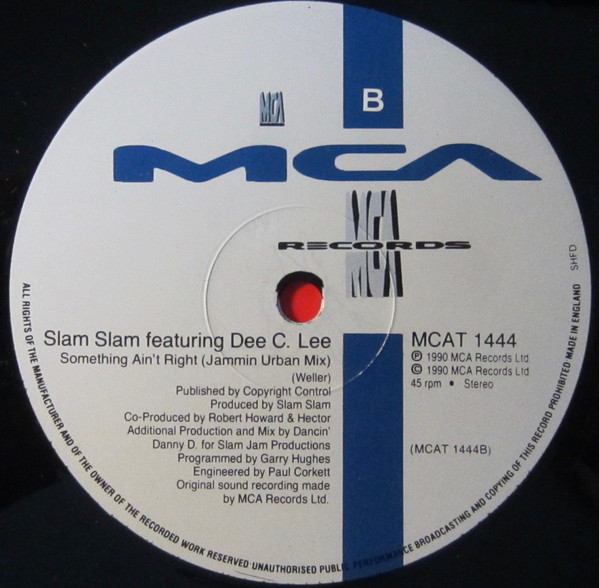 B
MCA
MCA
MCA
RECORDS
Slam Slam featuring Dee C. Lee
Something Ain't Right (Jammin Urban Mix)
(Weller)
Published by Copyright Control
Produced by Slam Slam
Co-Produced by Robert Howard & Hector
Additional Production and Mix by Dancin'
Danny D. for Slam Jam Productions
Programmed by Garry Hughes
Engineered by Paul Corkett
Original sound recording made
by MCA Records Ltd.
MCAT 1444
Ⓟ 1990 MCA Records Ltd
© 1990 MCA Records Ltd
45 rpm • Stereo
(MCAT 1444B)
ALL RIGHTS OF THE MANUFACTURER AND OF THE OWNER OF THE RECORDED WORK RESERVED·UNAUTHORISED PUBLIC PERFORMANCE BROADCASTING AND COPYING OF THIS RECORD PROHIBITED MADE IN ENGLAND
SHFD